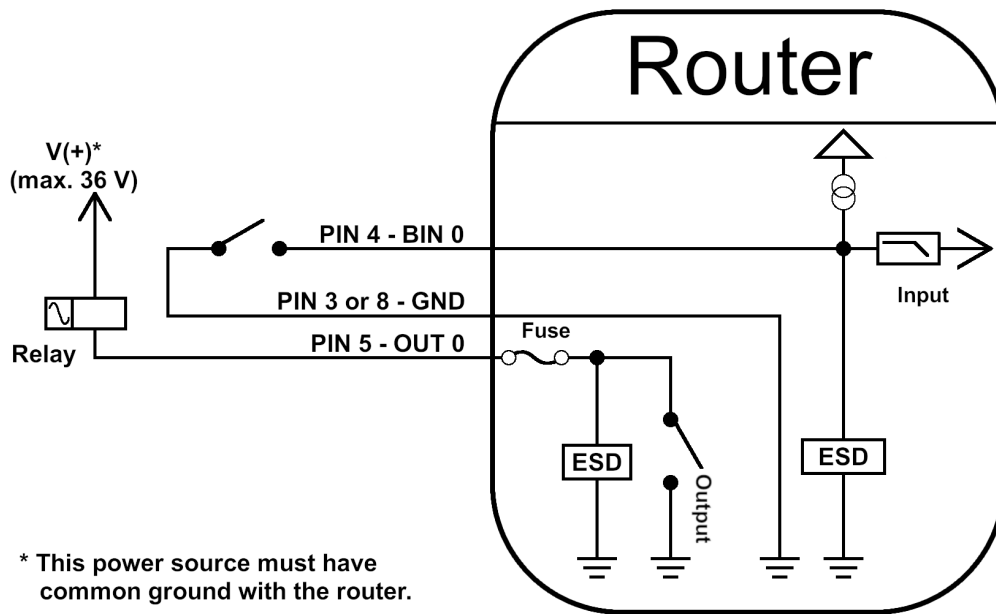 Router
V(+)*
(max. 36 V)
PIN 4 - BIN 0
Input
PIN 3 or 8 - GND
Fuse
Relay
PIN 5 - OUT 0
ESD
ESD
Output
* This power source must have
common ground with the router.